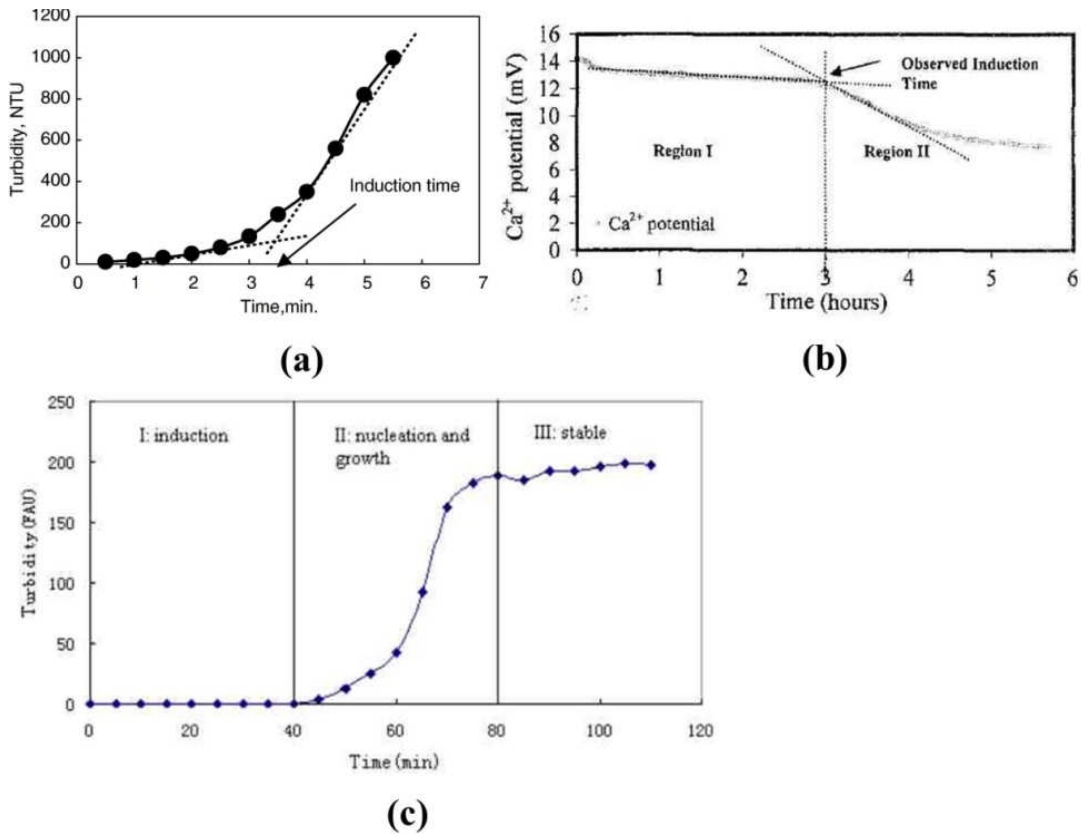 1200
1000
800
600
400
200
0
Turbidity, NTU
Induction time
0 1 2 3 4 5 6 7
Time,min.
(a)
16
14
12
10
8
6
4
2
0
Ca²⁺ potential (mV)
Observed Induction
Time
Region I
Region II
Ca²⁺ potential
0 1 2 3 4 5 6
Time (hours)
(b)
250
200
150
100
50
0
Turbidity(FAU)
I: induction
II: nucleation and
growth
III: stable
0 20 40 60 80 100 120
Time(min)
(c)